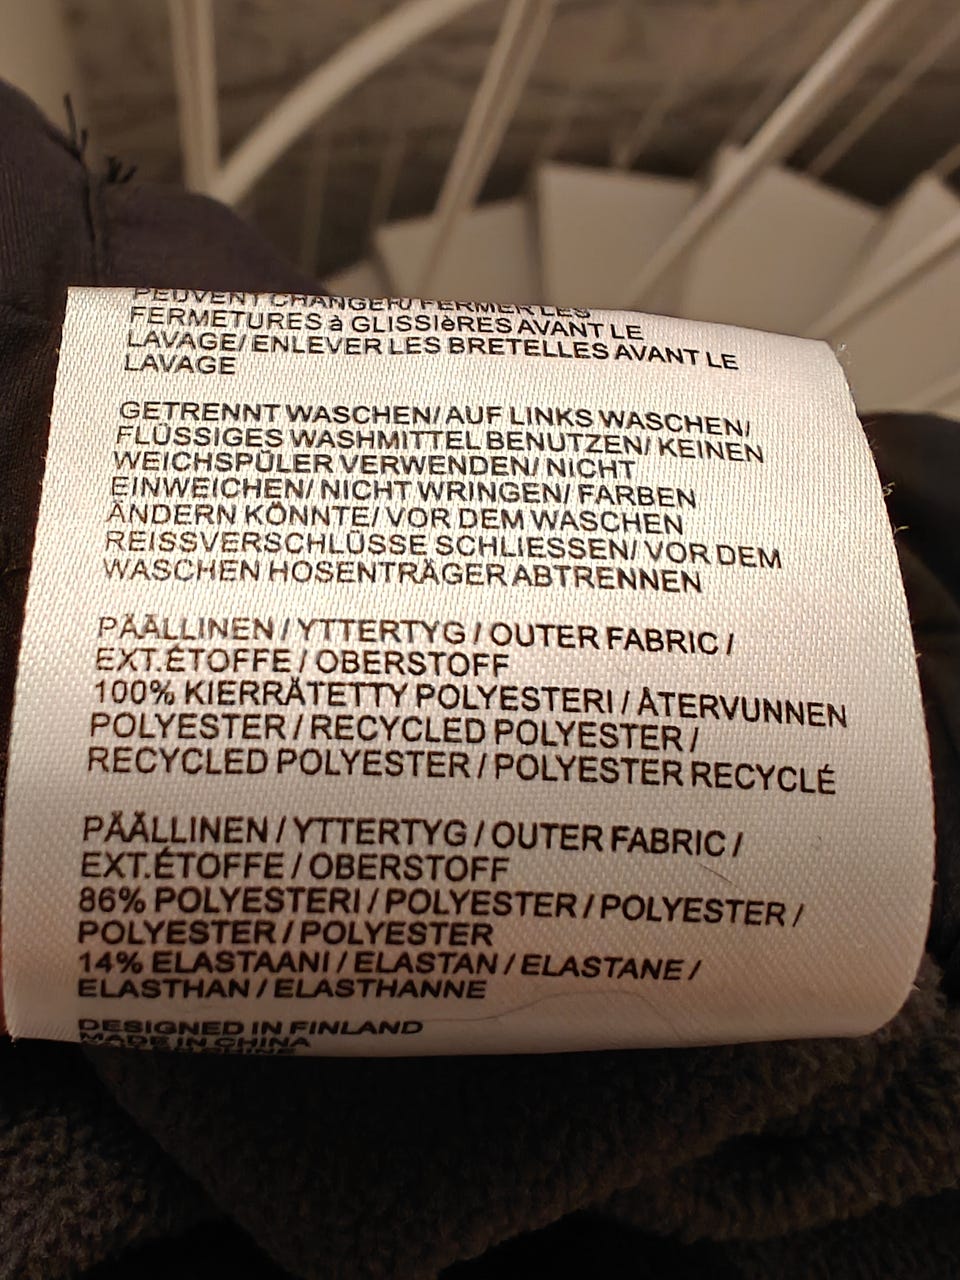 PEUVENT CHANGER/ FERMER LES
FERMETURES à GLISSIèRES AVANT LE
LAVAGE/ ENLEVER LES BRETELLES AVANT LE
LAVAGE
GETRENNT WASCHEN/ AUF LINKS WASCHEN/
FLÜSSIGES WASHMITTEL BENUTZEN/ KEINEN
WEICHSPÜLER VERWENDEN/ NICHT
EINWEICHEN/ NICHT WRINGEN/ FARBEN
ÄNDERN KÖNNTE/ VOR DEM WASCHEN
REISSVERSCHLÜSSE SCHLIESSEN/ VOR DEM
WASCHEN HOSENTRÄGER ABTRENNEN
PÄÄLLINEN / YTTERTYG / OUTER FABRIC /
EXT.ÉTOFFE / OBERSTOFF
100% KIERRÄTETTY POLYESTERI / ÅTERVUNNEN
POLYESTER / RECYCLED POLYESTER /
RECYCLED POLYESTER / POLYESTER RECYCLÉ
PÄÄLLINEN / YTTERTYG / OUTER FABRIC /
EXT.ÉTOFFE / OBERSTOFF
86% POLYESTERI / POLYESTER / POLYESTER /
POLYESTER / POLYESTER
14% ELASTAANI / ELASTAN / ELASTANE /
ELASTHAN / ELASTHANNE
DESIGNED IN FINLAND
MADE IN CHINA